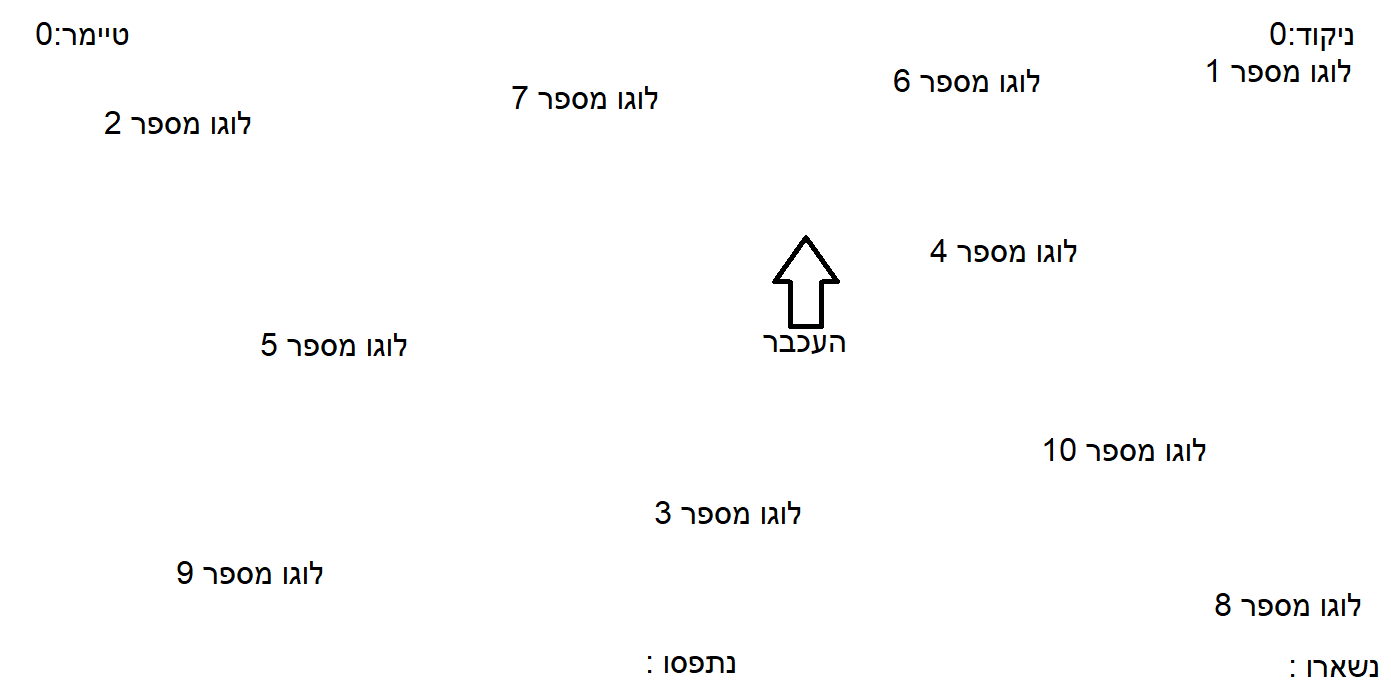 ניקוד:0
טיימר:0
לוגו מספר 1
לוגו מספר 6
לוגו מספר 7
לוגו מספר 2
לוגו מספר 4
העכבר
לוגו מספר 5
לוגו מספר 10
לוגו מספר 3
לוגו מספר 9
לוגו מספר 8
נשארו :
נתפסו :